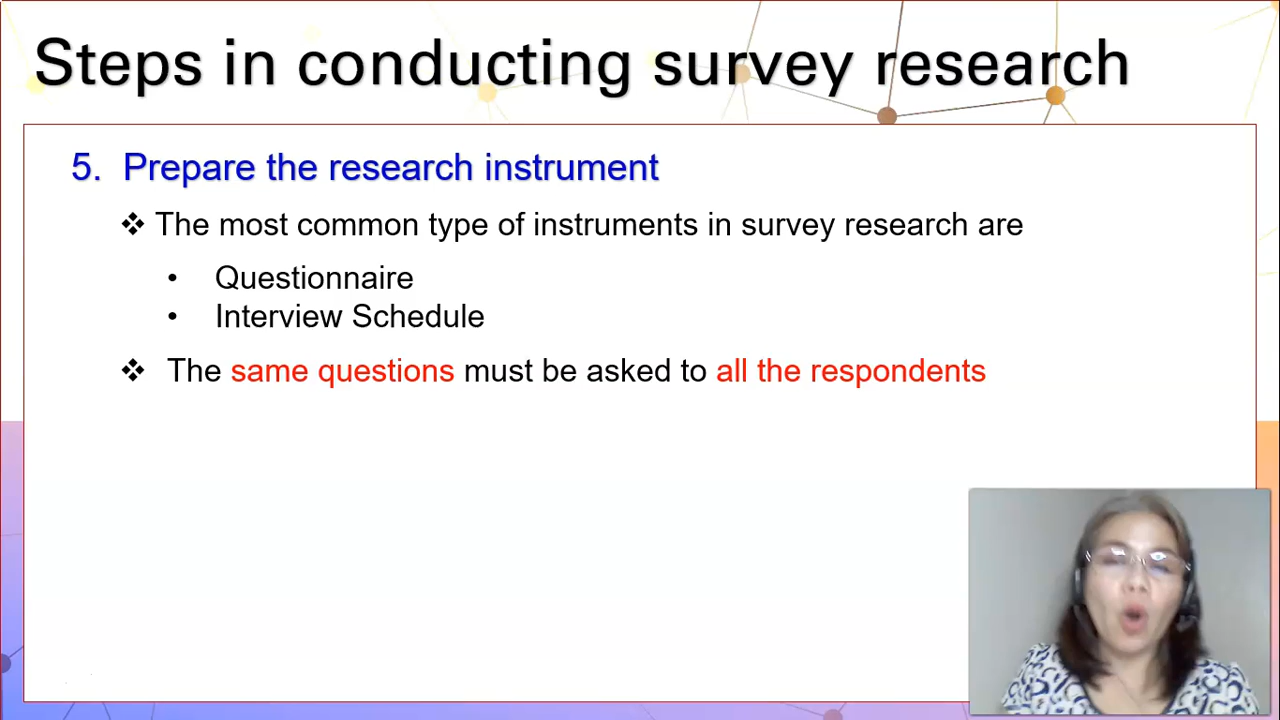 Steps in conducting survey research
5. Prepare the research instrument
❖ The most common type of instruments in survey research are
• Questionnaire
• Interview Schedule
❖ The same questions must be asked to all the respondents